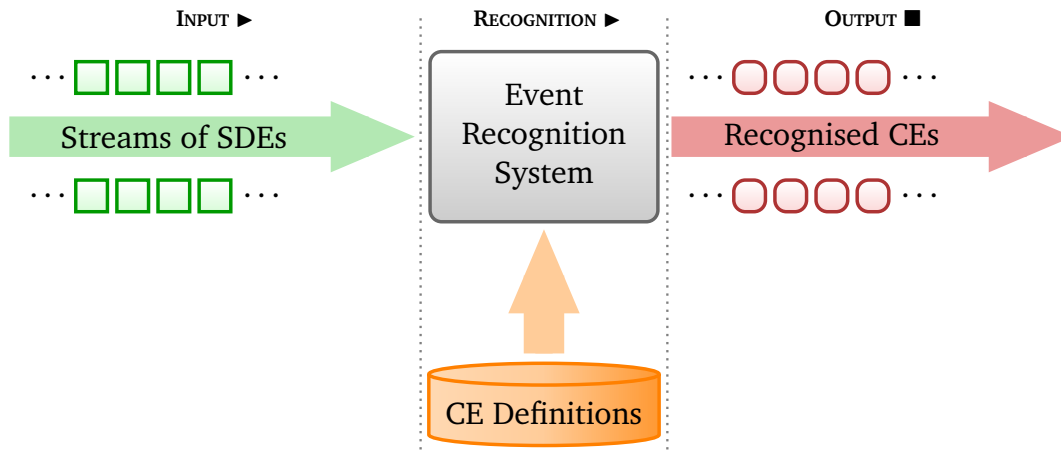 INPUT ►
RECOGNITION ►
OUTPUT ■
··· ···
Streams of SDEs
··· ···
Event
Recognition
System
··· ···
Recognised CEs
··· ···
CE Definitions